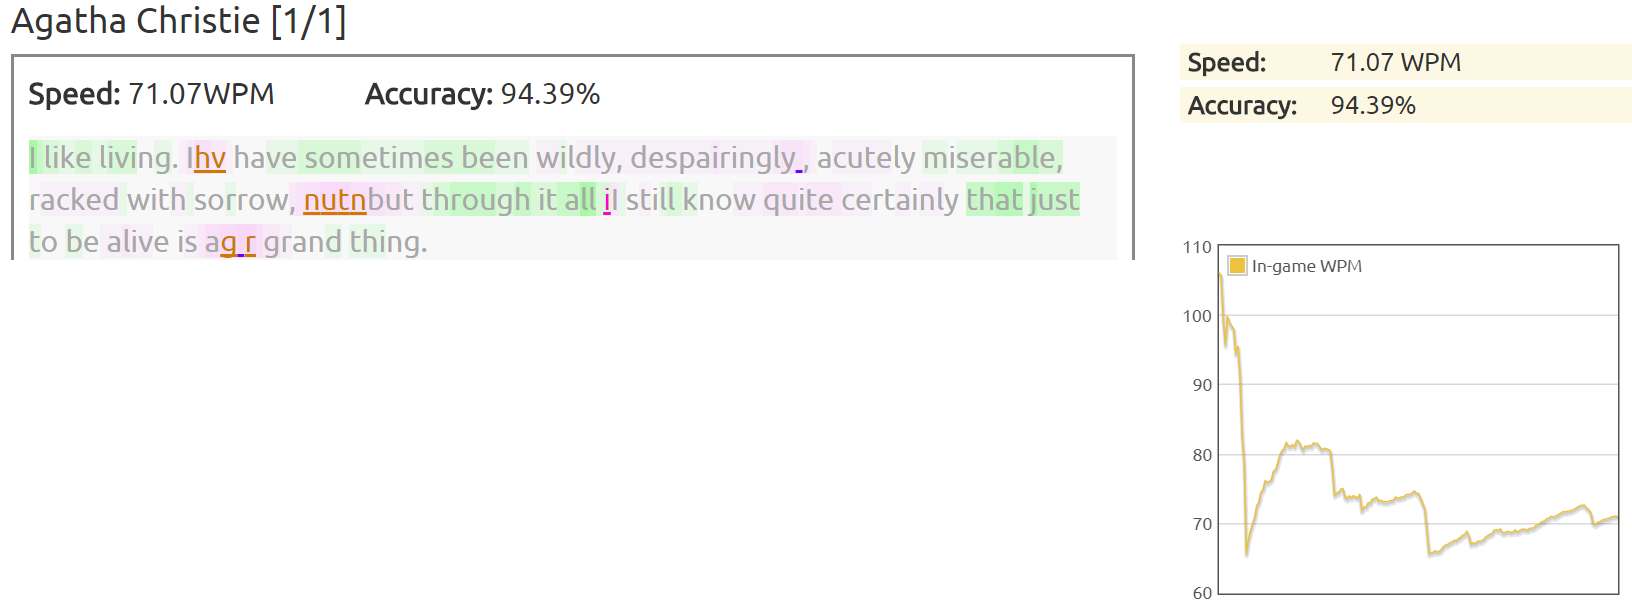 Agatha Christie [1/1]
Speed: 71.07WPM Accuracy: 94.39%
I like living. Ihv have sometimes been wildly, despairingly , acutely miserable,
racked with sorrow, nutnbut through it all iI still know quite certainly that just
to be alive is ag r grand thing.
Speed: 71.07 WPM
Accuracy: 94.39%
In-game WPM
110
100
90
80
70
60